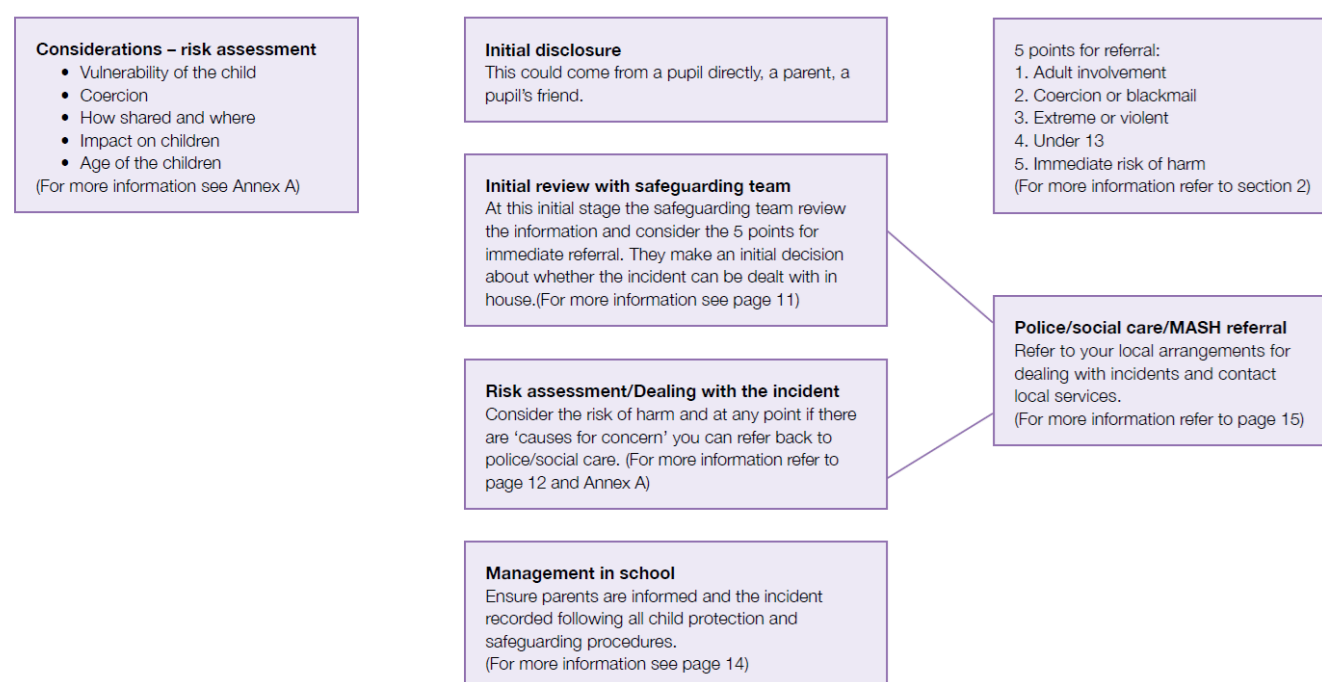 Considerations – risk assessment
• Vulnerability of the child
• Coercion
• How shared and where
• Impact on children
• Age of the children
(For more information see Annex A)
Initial disclosure
This could come from a pupil directly, a parent, a
pupil's friend.
Initial review with safeguarding team
At this initial stage the safeguarding team review
the information and consider the 5 points for
immediate referral. They make an initial decision
about whether the incident can be dealt with in
house.(For more information see page 11)
Risk assessment/Dealing with the incident
Consider the risk of harm and at any point if there
are ‘causes for concern’ you can refer back to
police/social care. (For more information refer to
page 12 and Annex A)
Management in school
Ensure parents are informed and the incident
recorded following all child protection and
safeguarding procedures.
(For more information see page 14)
5 points for referral:
1. Adult involvement
2. Coercion or blackmail
3. Extreme or violent
4. Under 13
5. Immediate risk of harm
(For more information refer to section 2)
Police/social care/MASH referral
Refer to your local arrangements for
dealing with incidents and contact
local services.
(For more information refer to page 15)